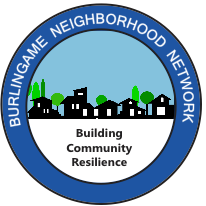 BURLINGAME NEIGHBORHOOD NETWORK
Building
Community
Resilience